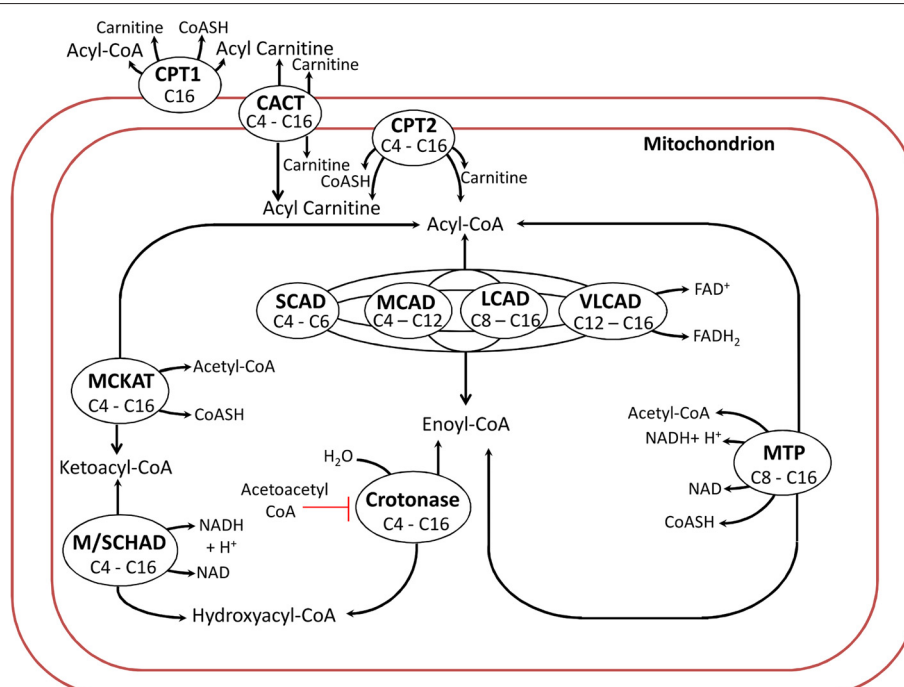 Carnitine
CoASH
Acyl-CoA
Acyl Carnitine
Carnitine
CPT1
C16
CACT
C4 - C16
CPT2
C4 - C16
Mitochondrion
Carnitine
CoASH
Carnitine
Acyl Carnitine
Acyl-CoA
SCAD
C4 - C6
MCAD
C4 – C12
LCAD
C8 – C16
VLCAD
C12 – C16
FAD⁺
FADH₂
MCKAT
C4 - C16
Acetyl-CoA
CoASH
Enoyl-CoA
Acetyl-CoA
NADH+ H⁺
MTP
C8 - C16
NAD
CoASH
Ketoacyl-CoA
H₂O
Acetoacetyl
CoA
Crotonase
C4 - C16
M/SCHAD
C4 - C16
NADH
+ H⁺
NAD
Hydroxyacyl-CoA